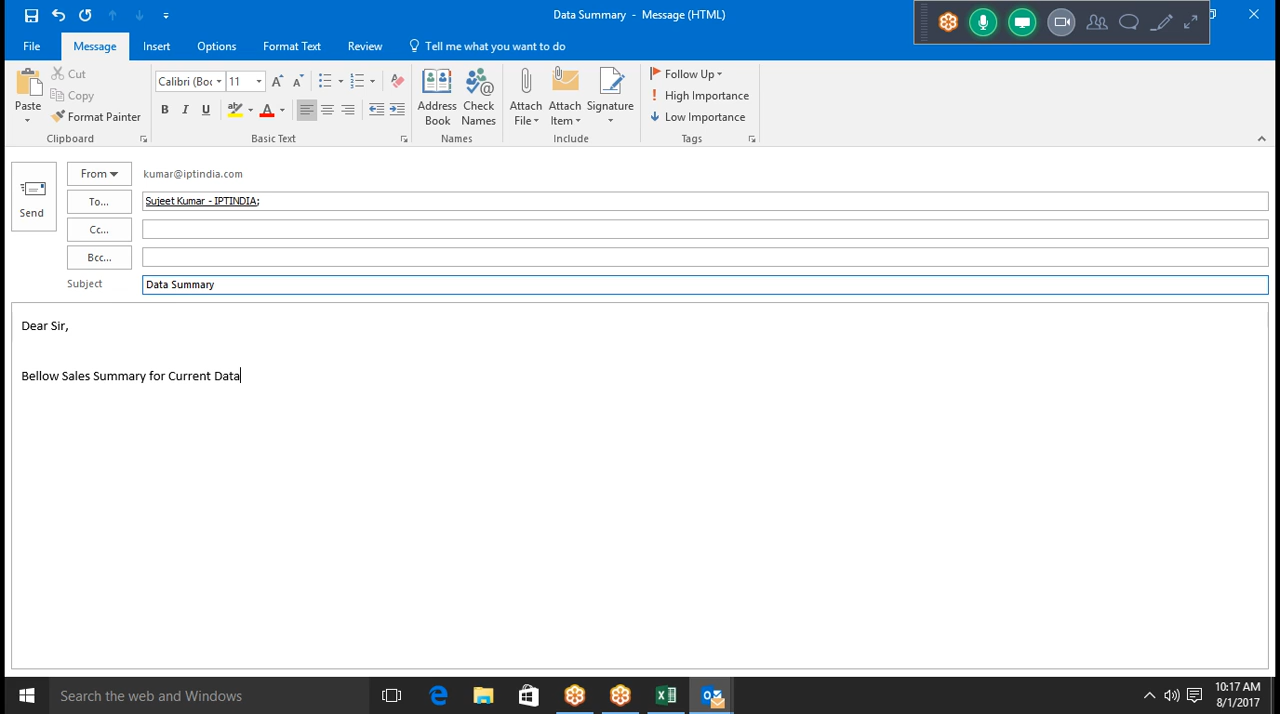 Data Summary - Message (HTML)
File Message Insert Options Format Text Review Tell me what you want to do
Paste
Cut
Copy
Format Painter
Clipboard
Calibri (Boc 11
B I U A
Basic Text
Address Book
Check Names
Names
Attach File
Attach Item
Signature
Include
Follow Up
High Importance
Low Importance
Tags
Send
From kumar@iptindia.com
To... Sujeet Kumar - IPTINDIA;
Cc...
Bcc...
Subject Data Summary
Dear Sir,
Bellow Sales Summary for Current Data
Search the web and Windows
10:17 AM
8/1/2017